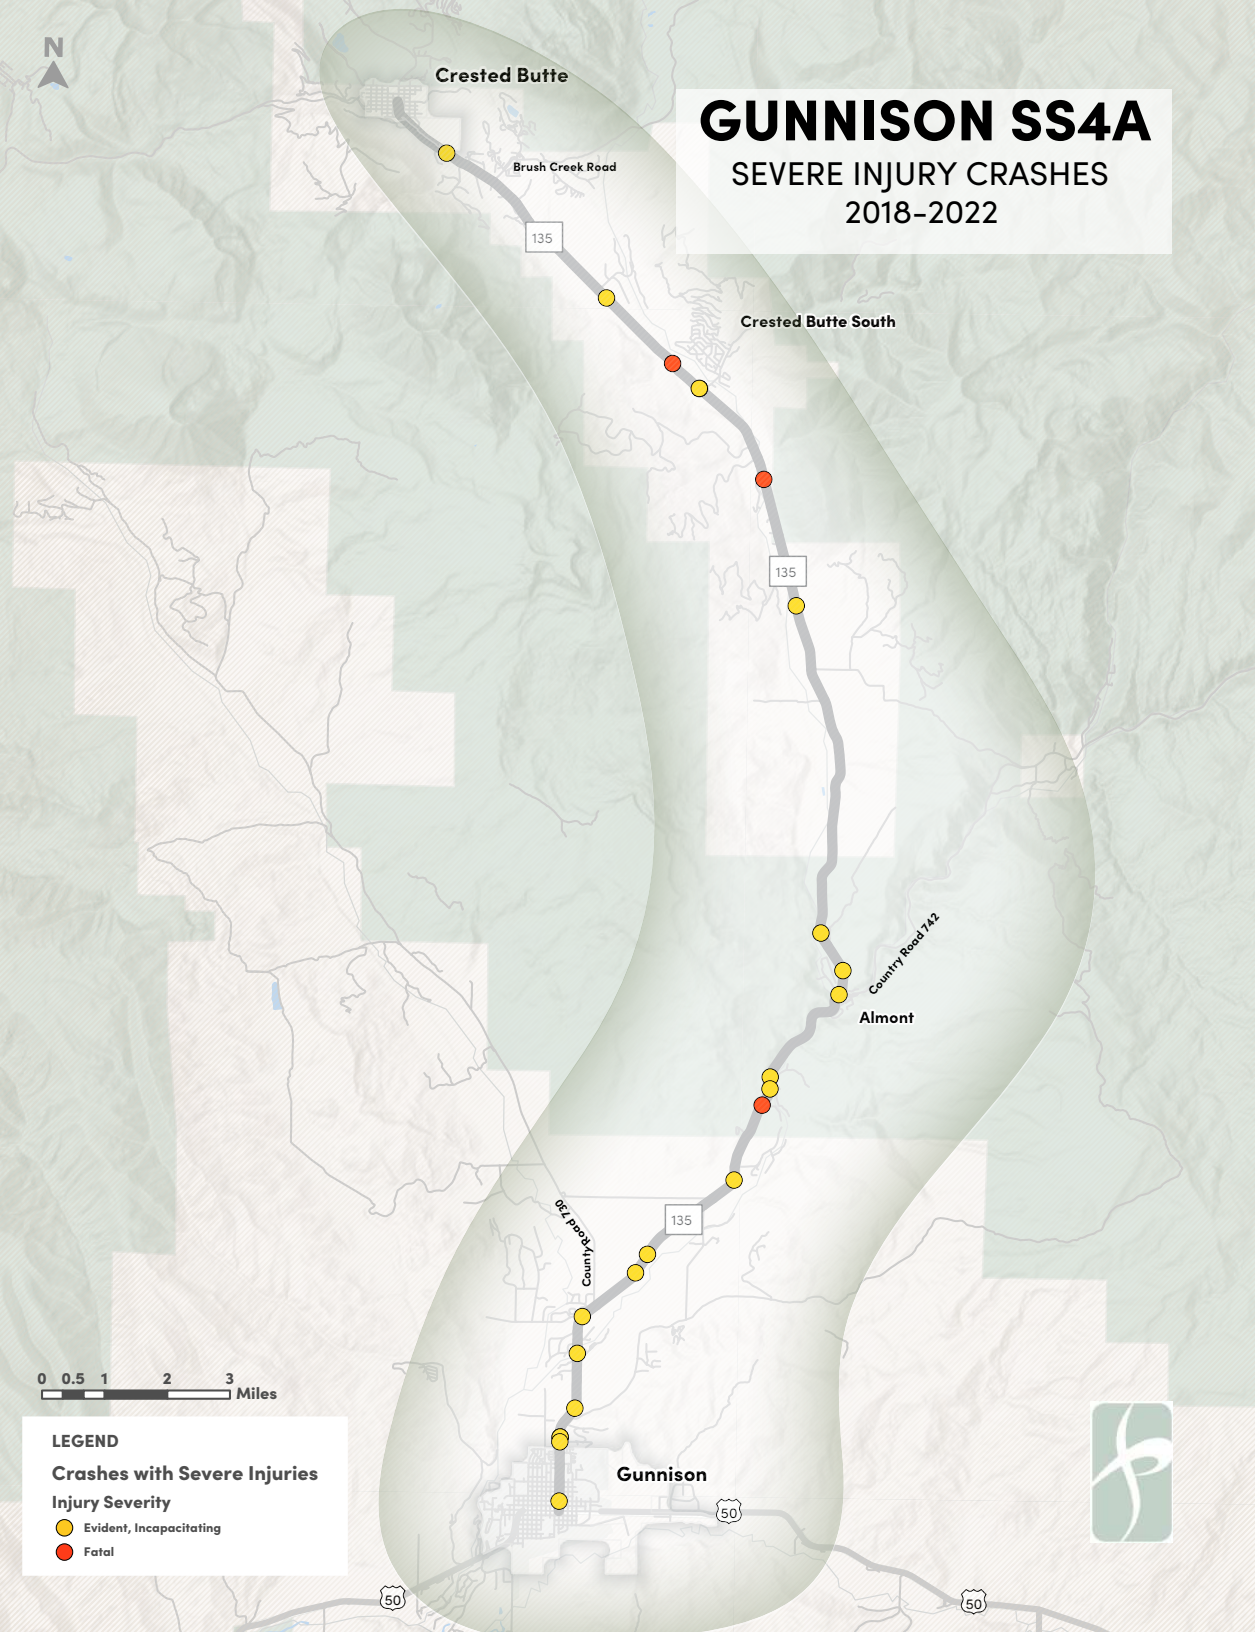 N
Crested Butte
GUNNISON SS4A
SEVERE INJURY CRASHES
2018-2022
Brush Creek Road
135
Crested Butte South
135
Country Road 742
Almont
County Road 730
135
0 0.5 1 2 3 Miles
LEGEND
Crashes with Severe Injuries
Injury Severity
Evident, Incapacitating
Fatal
Gunnison
50
50
50